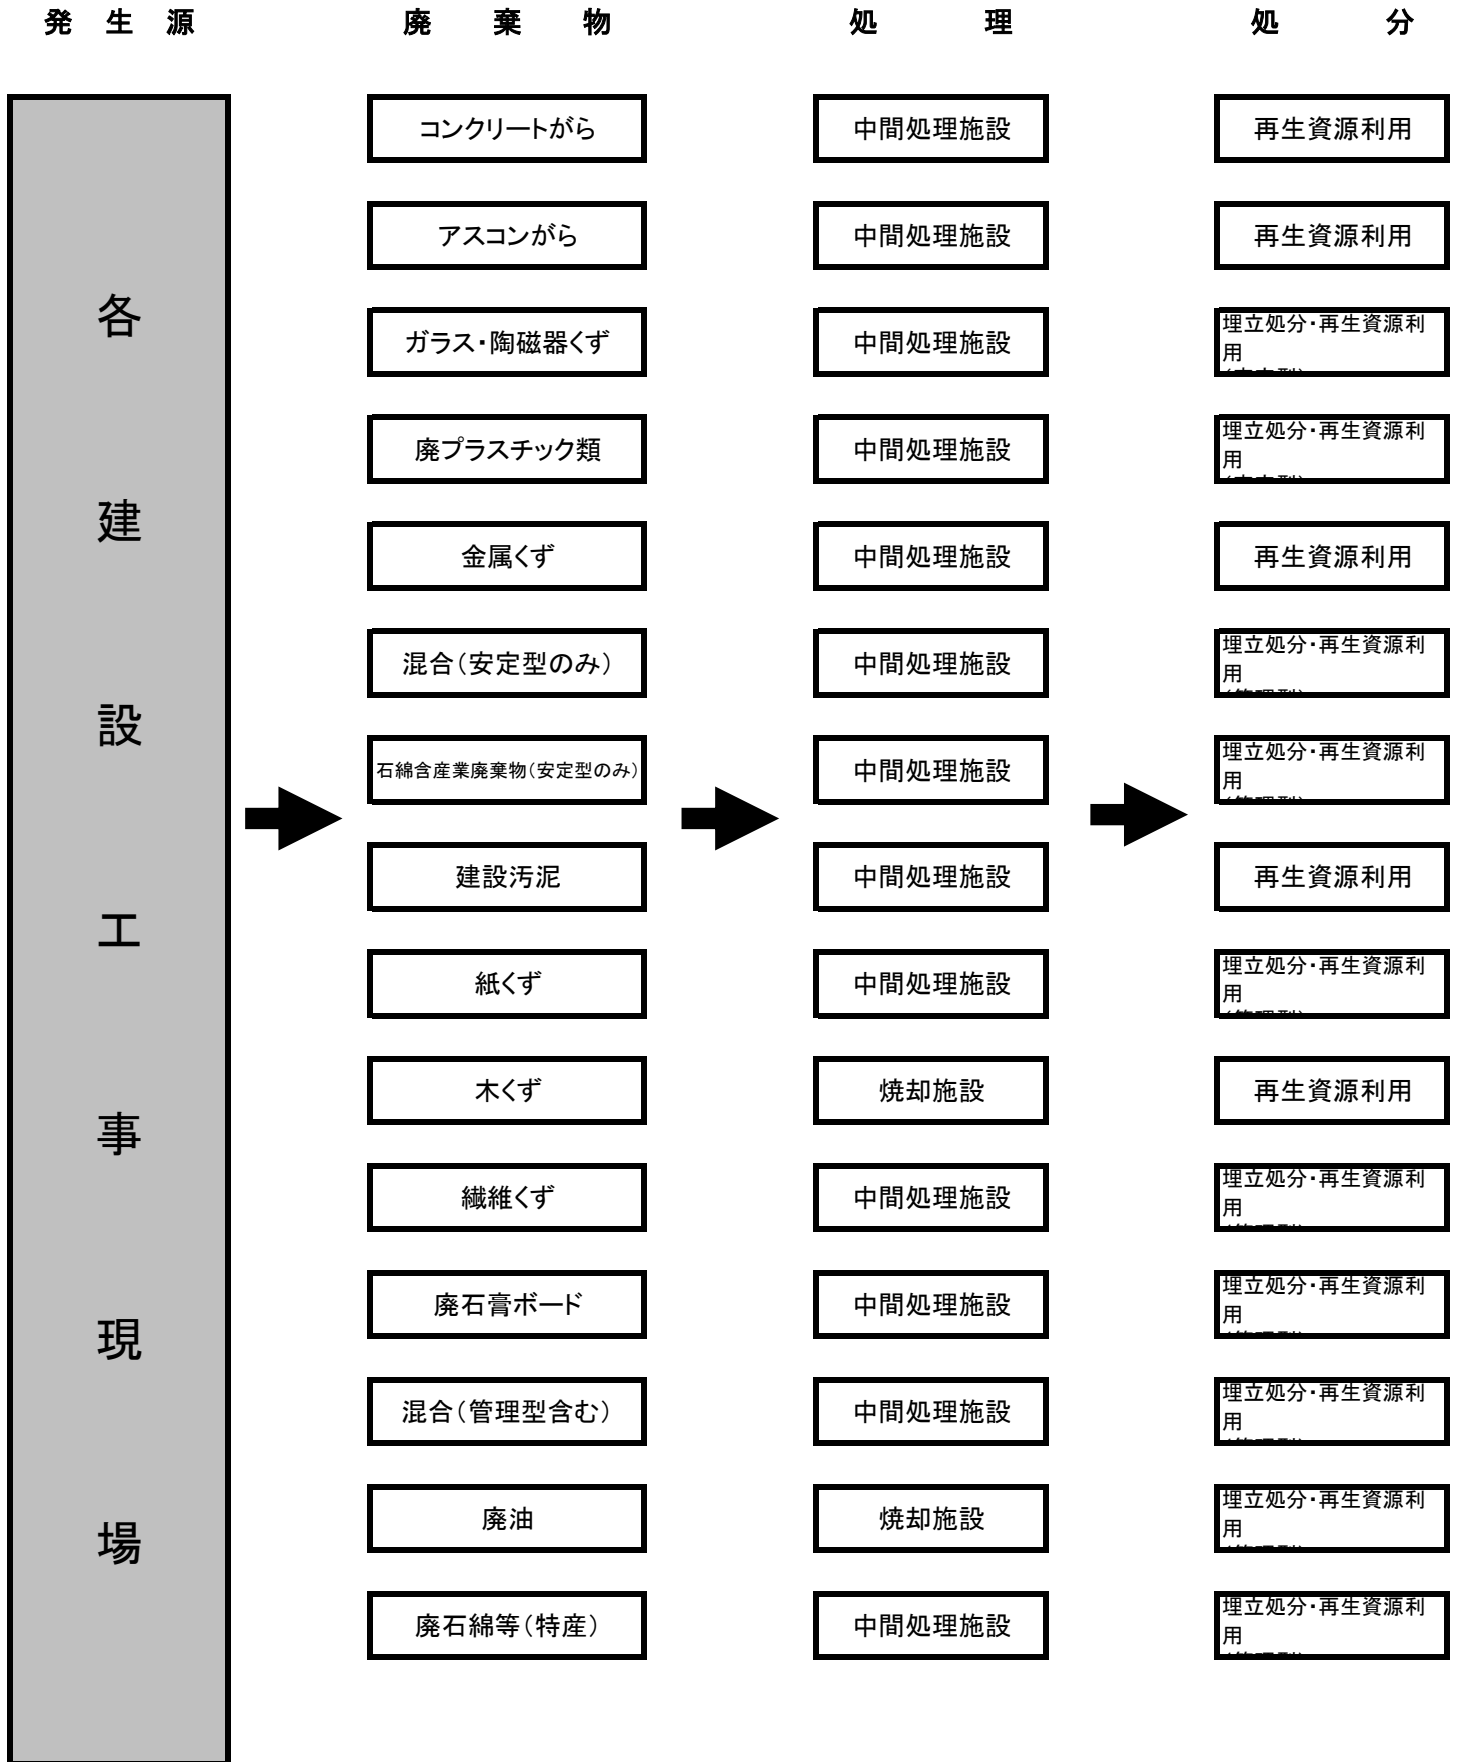 発 生 源 廃 棄 物 処 理 処 分
各建設工事現場
コンクリートがら 中間処理施設 再生資源利用
アスコンがら 中間処理施設 再生資源利用
ガラス・陶磁器くず 中間処理施設 埋立処分・再生資源利
用
廃プラスチック類 中間処理施設 埋立処分・再生資源利
用
金属くず 中間処理施設 再生資源利用
混合（安定型のみ） 中間処理施設 埋立処分・再生資源利
用
石綿含産業廃棄物（安定型のみ） 中間処理施設 埋立処分・再生資源利
用
建設汚泥 中間処理施設 再生資源利用
紙くず 中間処理施設 埋立処分・再生資源利
用
木くず 焼却施設 再生資源利用
繊維くず 中間処理施設 埋立処分・再生資源利
用
廃石膏ボード 中間処理施設 埋立処分・再生資源利
用
混合（管理型含む） 中間処理施設 埋立処分・再生資源利
用
廃油 焼却施設 埋立処分・再生資源利
用
廃石綿等（特産） 中間処理施設 埋立処分・再生資源利
用